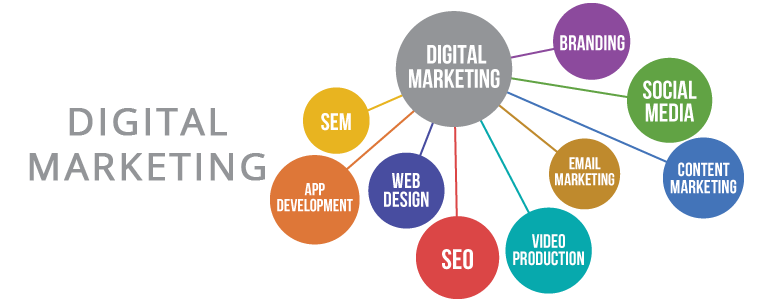 DIGITAL
MARKETING
DIGITAL
MARKETING
BRANDING
SOCIAL
MEDIA
SEM
EMAIL
MARKETING
CONTENT
MARKETING
APP
DEVELOPMENT
WEB
DESIGN
SEO
VIDEO
PRODUCTION